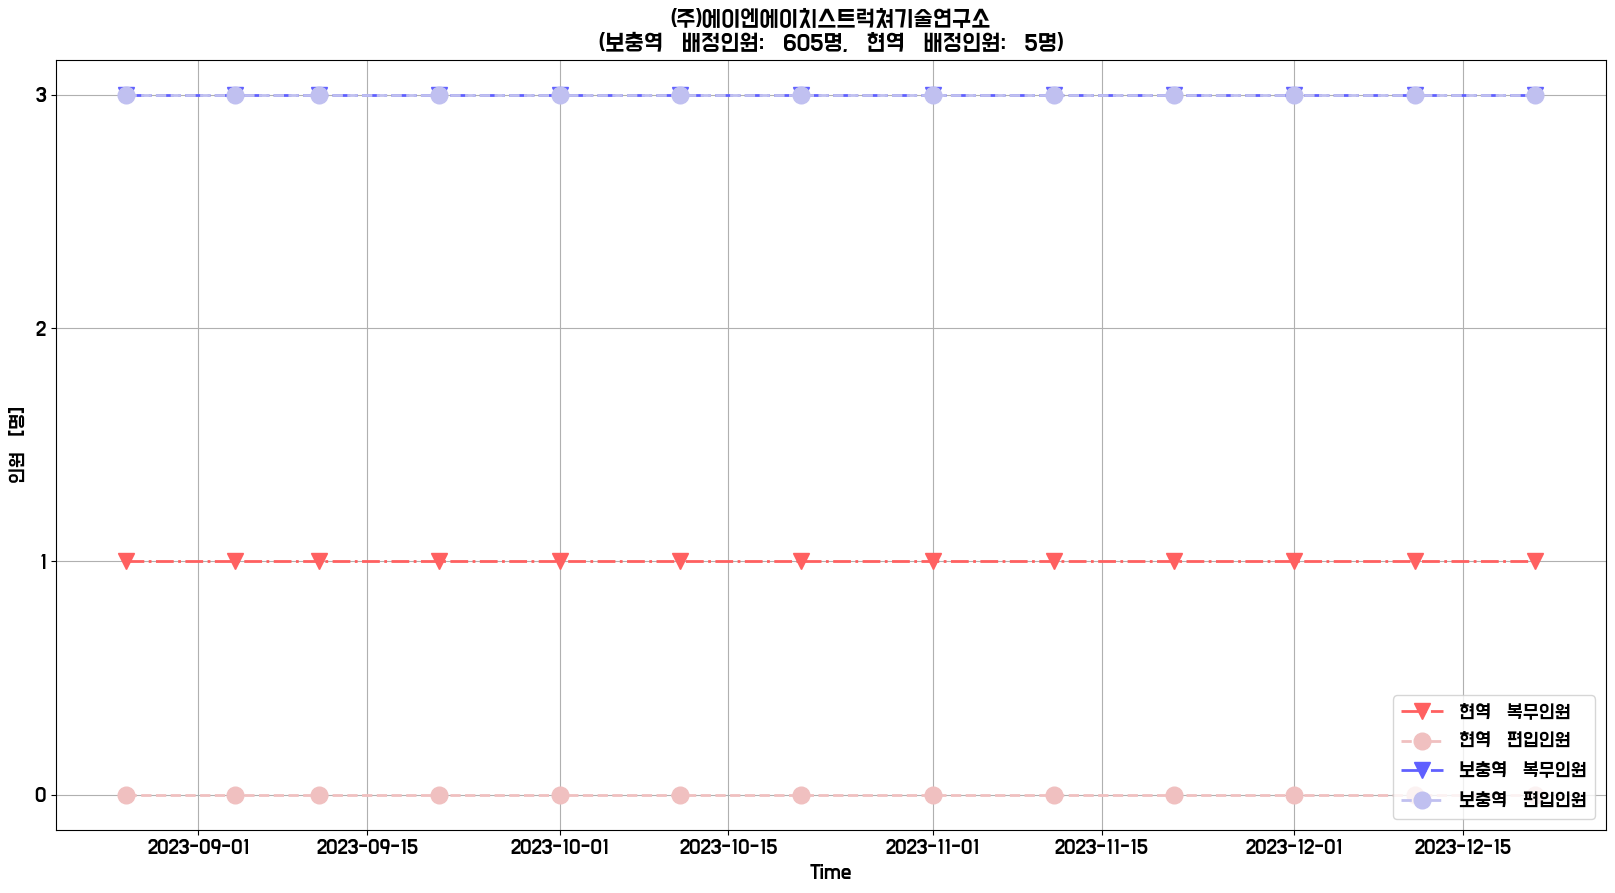 (주)에이엔에이치스트럭쳐기술연구소
(보충역 배정인원: 605명, 현역 배정인원: 5명)
3
2
1
0
인원 [명]
현역 복무인원
현역 편입인원
보충역 복무인원
보충역 편입인원
2023-09-01 2023-09-15 2023-10-01 2023-10-15 2023-11-01 2023-11-15 2023-12-01 2023-12-15
Time